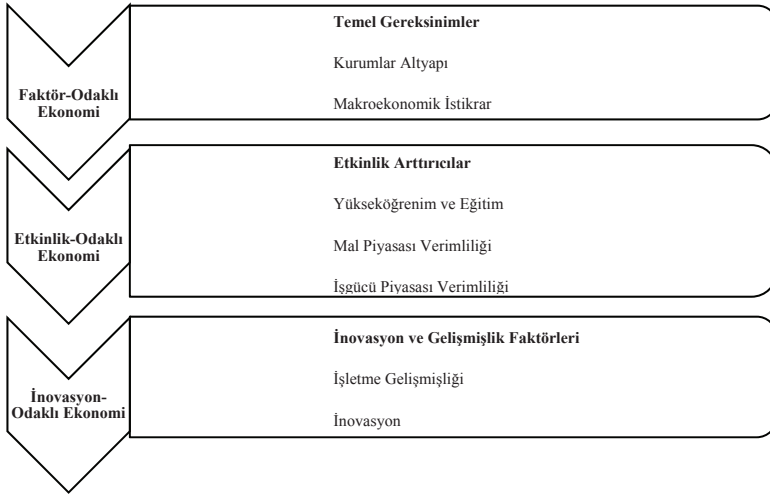 Temel Gereksinimler
Kurumlar Altyapı
Makroekonomik İstikrar
Faktör-Odaklı
Ekonomi
Etkinlik Arttırıcılar
Yükseköğrenim ve Eğitim
Mal Piyasası Verimliliği
İşgücü Piyasası Verimliliği
Etkinlik-Odaklı
Ekonomi
İnovasyon ve Gelişmişlik Faktörleri
İşletme Gelişmişliği
İnovasyon
İnovasyon-
Odaklı Ekonomi